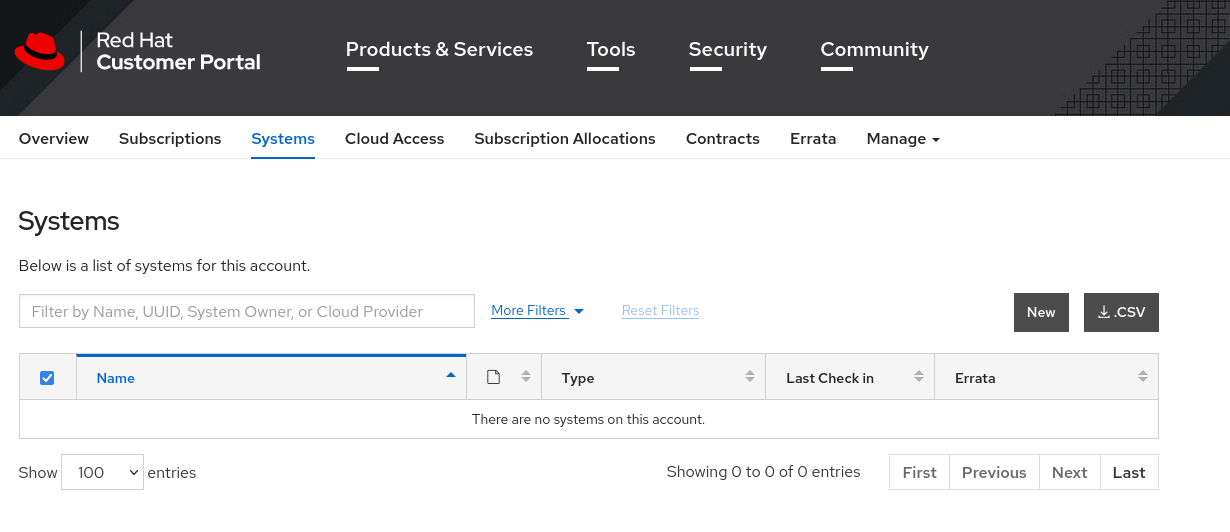 Red Hat
Customer Portal
Products & Services
Tools
Security
Community
Overview
Subscriptions
Systems
Cloud Access
Subscription Allocations
Contracts
Errata
Manage
Systems
Below is a list of systems for this account.
Filter by Name, UUID, System Owner, or Cloud Provider
More Filters
Reset Filters
New
.CSV
Name
Type
Last Check in
Errata
There are no systems on this account.
Show 100 entries
Showing 0 to 0 of 0 entries
First
Previous
Next
Last